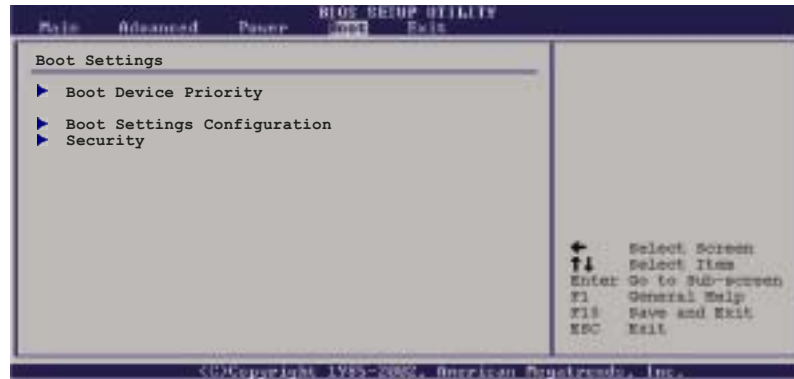 BIOS SETUP UTILITY
Main Advanced Power Boot Exit
Boot Settings
Boot Device Priority
Boot Settings Configuration
Security
← Select Screen
↑↓ Select Item
Enter Go to Sub-screen
F1 General Help
F10 Save and Exit
ESC Exit
(C)Copyright 1985-2002, American Megatrends, Inc.